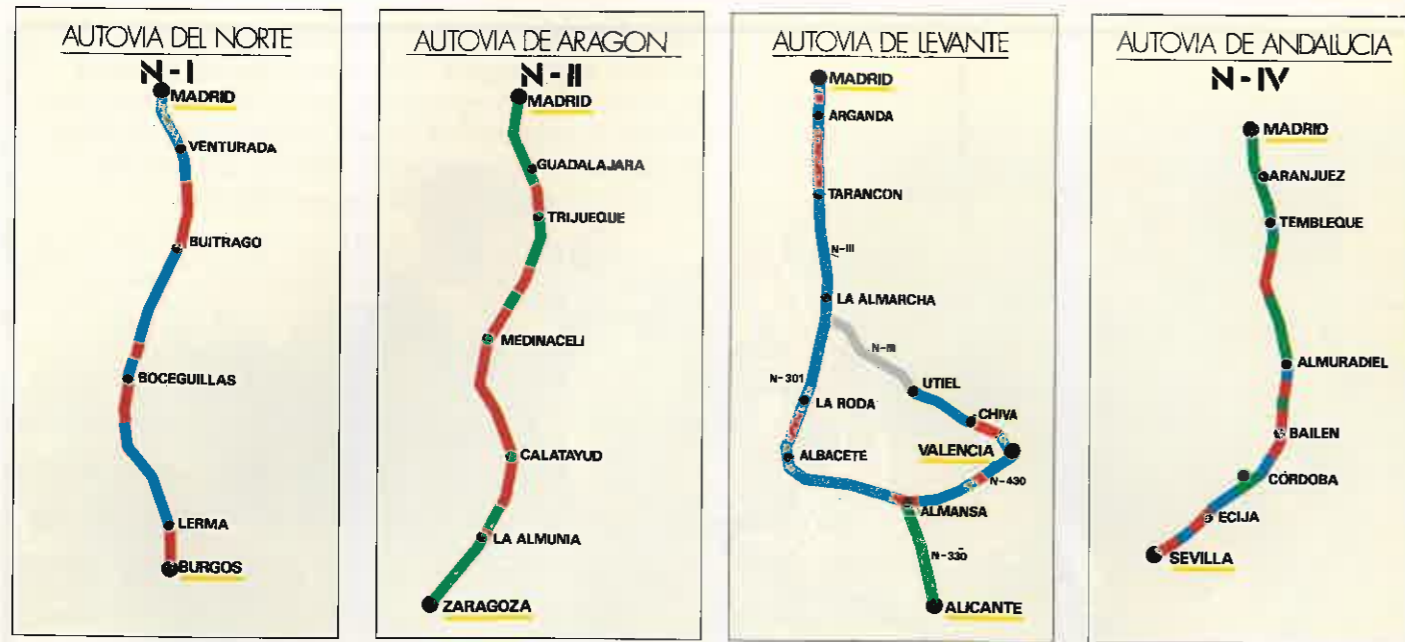 AUTOVIA DEL NORTE
N-I
MADRID
VENTURADA
BUITRAGO
BOCEGUILLAS
LERMA
BURGOS
AUTOVIA DE ARAGON
N-II
MADRID
GUADALAJARA
TRIJUEQUE
MEDINACELI
CALATAYUD
LA ALMUNIA
ZARAGOZA
AUTOVIA DE LEVANTE
MADRID
ARGANDA
TARANCON
N-III
LA ALMARCHA
N-III
N-301
UTIEL
LA RODA
CHIVA
ALBACETE
VALENCIA
N-430
ALMANSA
N-330
ALICANTE
AUTOVIA DE ANDALUCIA
N-IV
MADRID
ARANJUEZ
TEMBLEQUE
ALMURADIEL
BAILEN
CÓRDOBA
ECIJA
SEVILLA